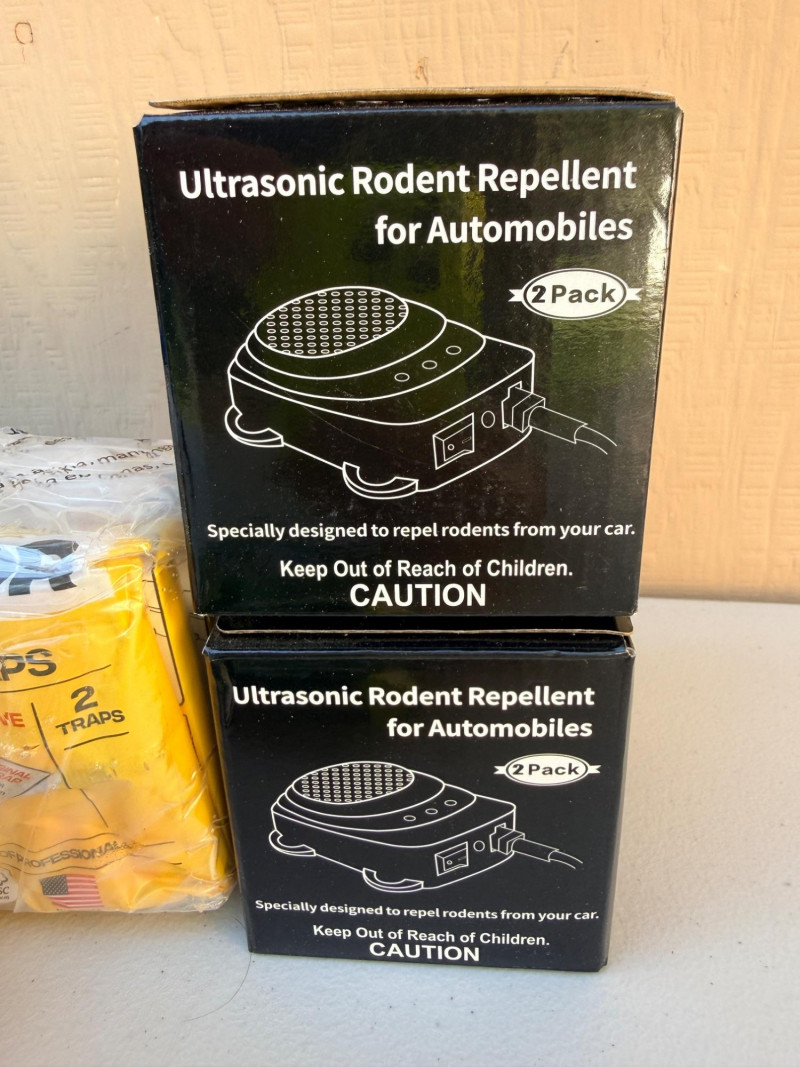 Ultrasonic Rodent Repellent
for Automobiles
2 Pack
Specially designed to repel rodents from your car.
Keep Out of Reach of Children.
CAUTION
Ultrasonic Rodent Repellent
for Automobiles
2 Pack
Specially designed to repel rodents from your car.
Keep Out of Reach of Children.
CAUTION
2
TRAPS